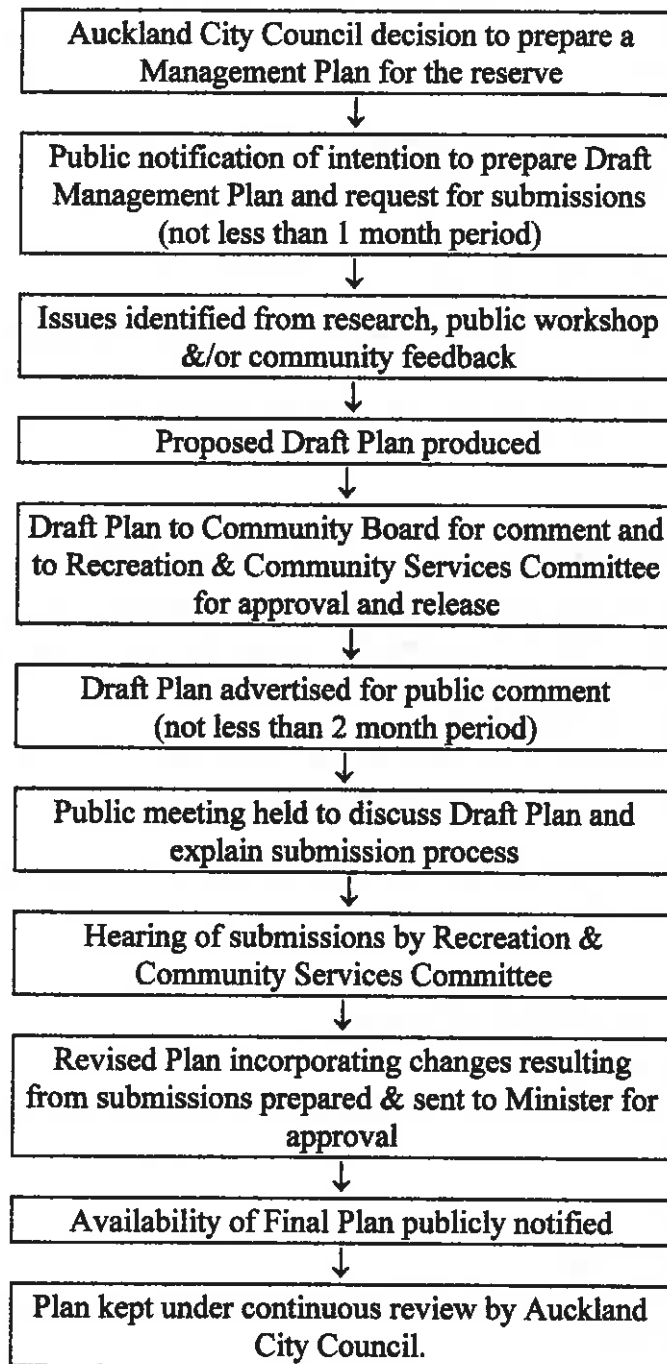 Auckland City Council decision to prepare a
Management Plan for the reserve
Public notification of intention to prepare Draft
Management Plan and request for submissions
(not less than 1 month period)
Issues identified from research, public workshop
&/or community feedback
Proposed Draft Plan produced
Draft Plan to Community Board for comment and
to Recreation & Community Services Committee
for approval and release
Draft Plan advertised for public comment
(not less than 2 month period)
Public meeting held to discuss Draft Plan and
explain submission process
Hearing of submissions by Recreation &
Community Services Committee
Revised Plan incorporating changes resulting
from submissions prepared & sent to Minister for
approval
Availability of Final Plan publicly notified
Plan kept under continuous review by Auckland
City Council.